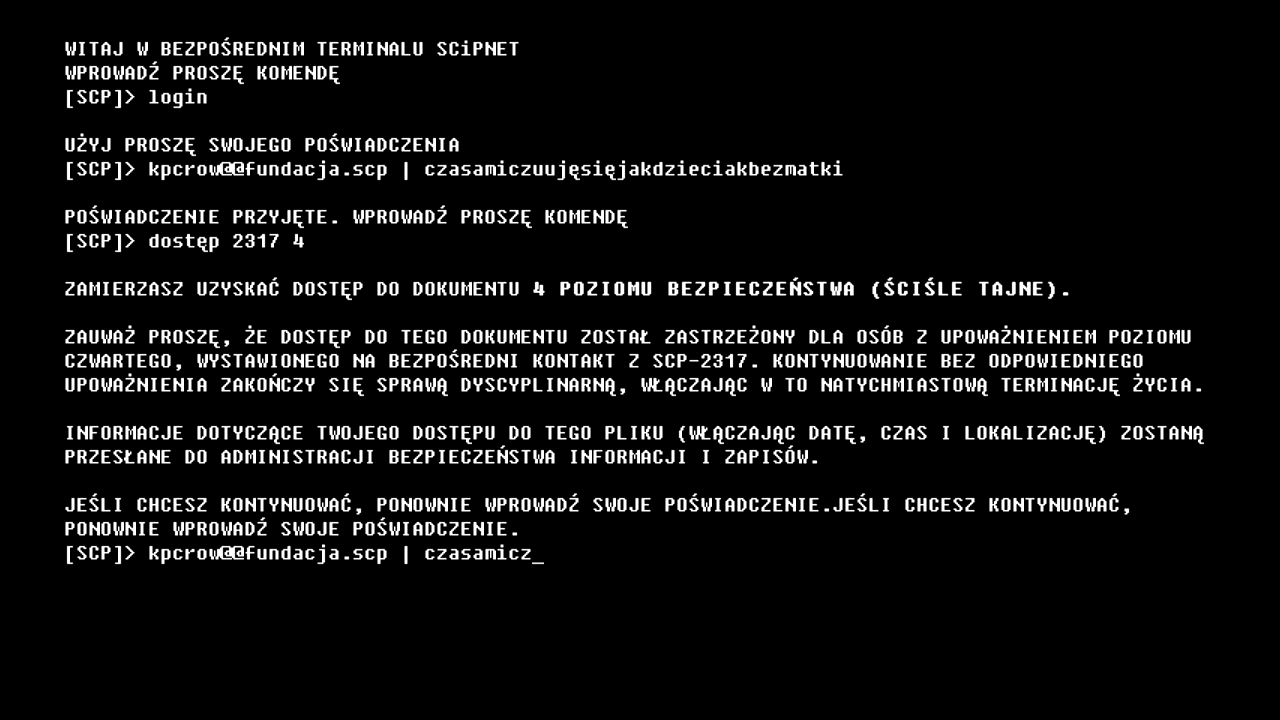 WITAJ W BEZPOŚREDNIM TERMINALU SCiPNET
WPROWADŹ PROSZĘ KOMENDĘ
[SCP]> login
UŻYJ PROSZĘ SWOJEGO POŚWIADCZENIA
[SCP]> kpcrow@@fundacja.scp | czasamiczuujęsięjakdzieciakbezmatki
POŚWIADCZENIE PRZYJĘTE. WPROWADŹ PROSZĘ KOMENDĘ
[SCP]> dostęp 2317 4
ZAMIERZASZ UZYSKAĆ DOSTĘP DO DOKUMENTU 4 POZIOMU BEZPIECZEŃSTWA (ŚCIŚLE TAJNE).
ZAUWAŻ PROSZĘ, ŻE DOSTĘP DO TEGO DOKUMENTU ZOSTAŁ ZASTRZEŻONY DLA OSÓB Z UPOWAŻNIENIEM POZIOMU
CZWARTEGO, WYSTAWIONEGO NA BEZPOŚREDNI KONTAKT Z SCP-2317. KONTYNUOWANIE BEZ ODPOWIEDNIEGO
UPOWAŻNIENIA ZAKOŃCZY SIĘ SPRAWĄ DYSCYPLINARNĄ, WŁĄCZAJĄC W TO NATYCHMIASTOWĄ TERMINACJĘ ŻYCIA.
INFORMACJE DOTYCZĄCE TWOJEGO DOSTĘPU DO TEGO PLIKU (WŁĄCZAJĄC DATĘ, CZAS I LOKALIZACJĘ) ZOSTANĄ
PRZESŁANE DO ADMINISTRACJI BEZPIECZEŃSTWA INFORMACJI I ZAPISÓW.
JEŚLI CHCESZ KONTYNUOWAĆ, PONOWNIE WPROWADŹ SWOJE POŚWIADCZENIE.JEŚLI CHCESZ KONTYNUOWAĆ,
PONOWNIE WPROWADŹ SWOJE POŚWIADCZENIE.
[SCP]> kpcrow@@fundacja.scp | czasamicz_